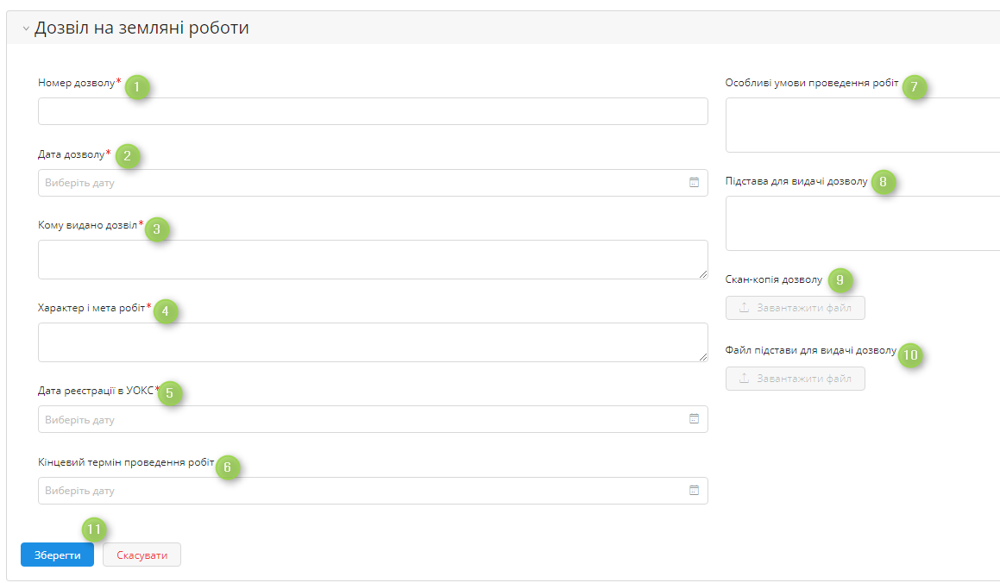 Дозвіл на земляні роботи
Номер дозволу* 1
Дата дозволу* 2
Виберіть дату
Кому видано дозвіл* 3
Характер і мета робіт* 4
Дата реєстрації в УОКС* 5
Виберіть дату
Кінцевий термін проведення робіт 6
Виберіть дату
Особливі умови проведення робіт 7
Підстава для видачі дозволу 8
Скан-копія дозволу 9
Завантажити файл
Файл підстави для видачі дозволу 10
Завантажити файл
11
Зберегти Скасувати